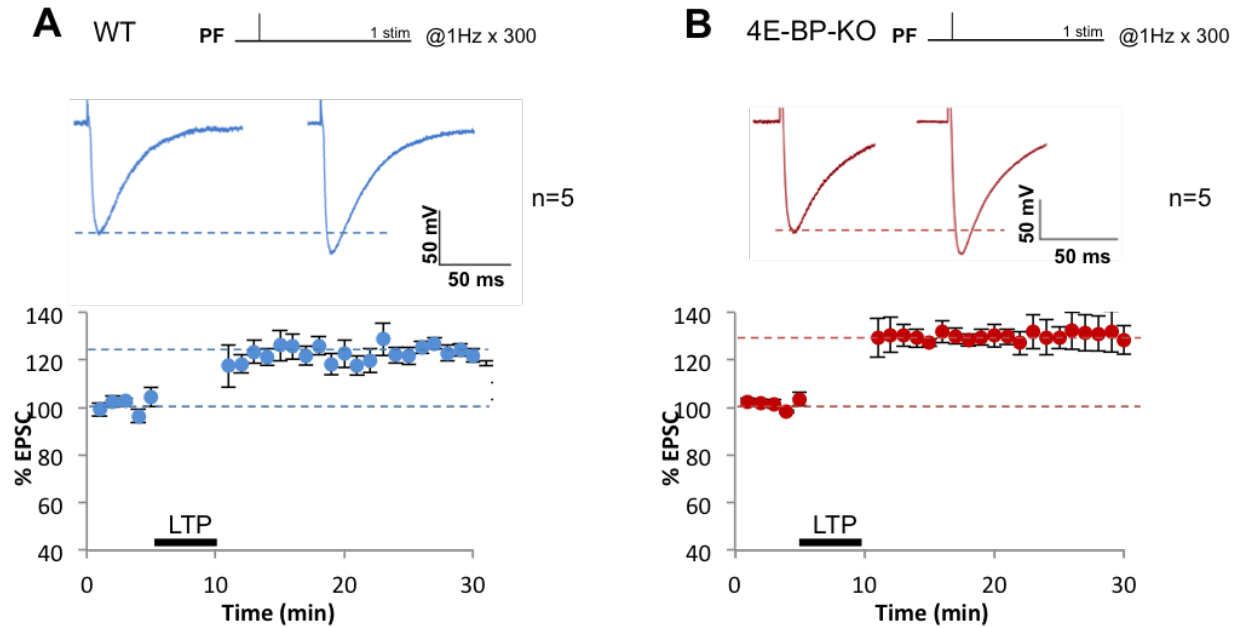 A WT PF 1 stim @1Hz x 300
n=5
50 mV
50 ms
140
120
100
80
60
40
% EPSC
LTP
0 10 20 30
Time (min)
B 4E-BP-KO PF 1 stim @1Hz x 300
n=5
50 mV
50 ms
140
120
100
80
60
40
% EPSC
LTP
0 10 20 30
Time (min)